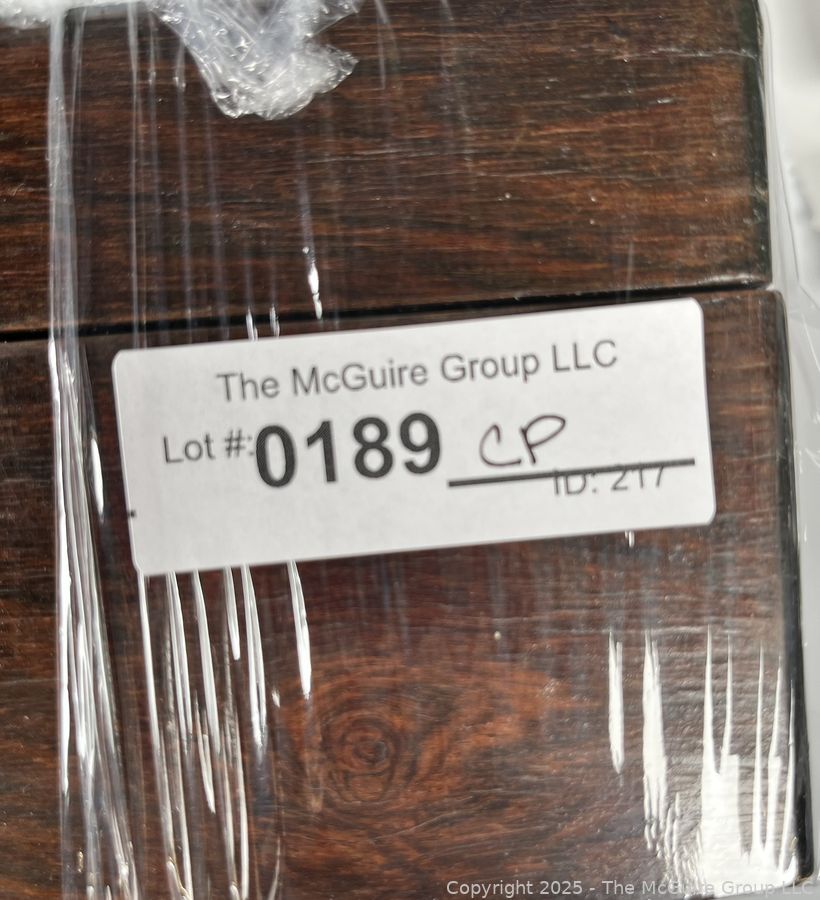 The McGuire Group LLC
Lot #:0189 CP
ID: 217
Copyright 2025 - The McGuire Group LLC